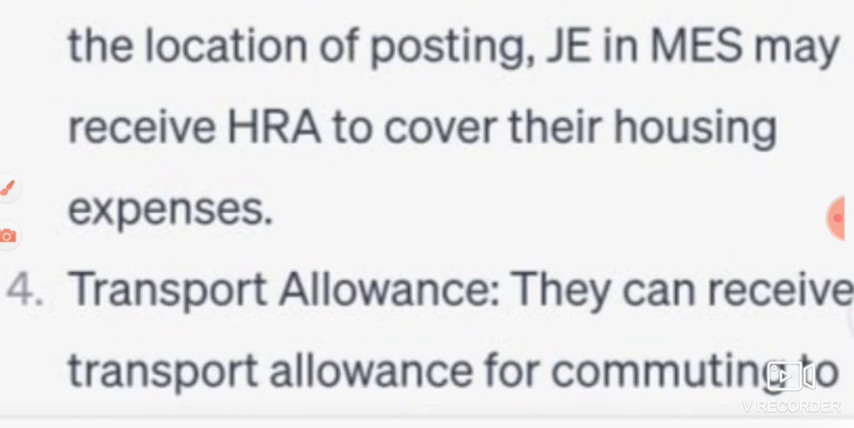 the location of posting, JE in MES may
receive HRA to cover their housing
expenses.
4. Transport Allowance: They can receive
transport allowance for commuting to
V RECORDER